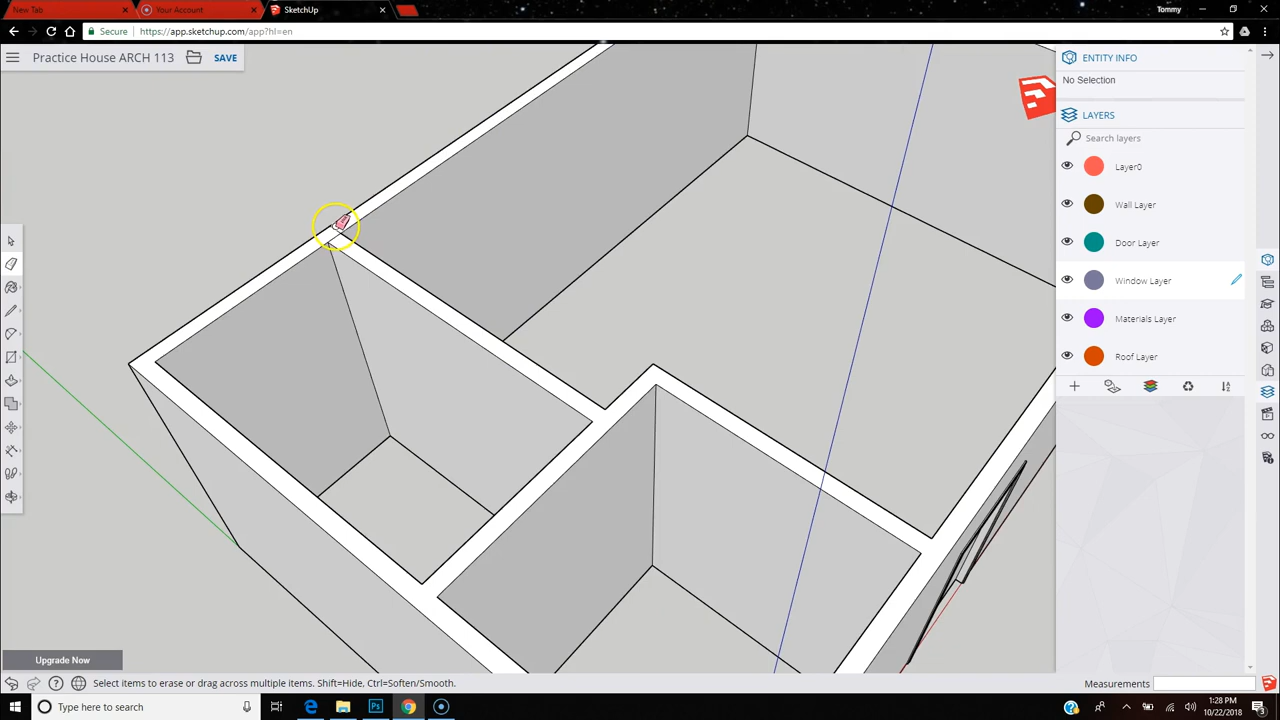 New Tab
Your Account
SketchUp
Tommy
Secure
https://app.sketchup.com/app?hl=en
Practice House ARCH 113
SAVE
ENTITY INFO
No Selection
LAYERS
Search layers
Layer0
Wall Layer
Door Layer
Window Layer
Materials Layer
Roof Layer
Upgrade Now
Select items to erase or drag across multiple items. Shift=Hide, Ctrl=Soften/Smooth.
Measurements
Type here to search
1:28 PM
10/22/2018